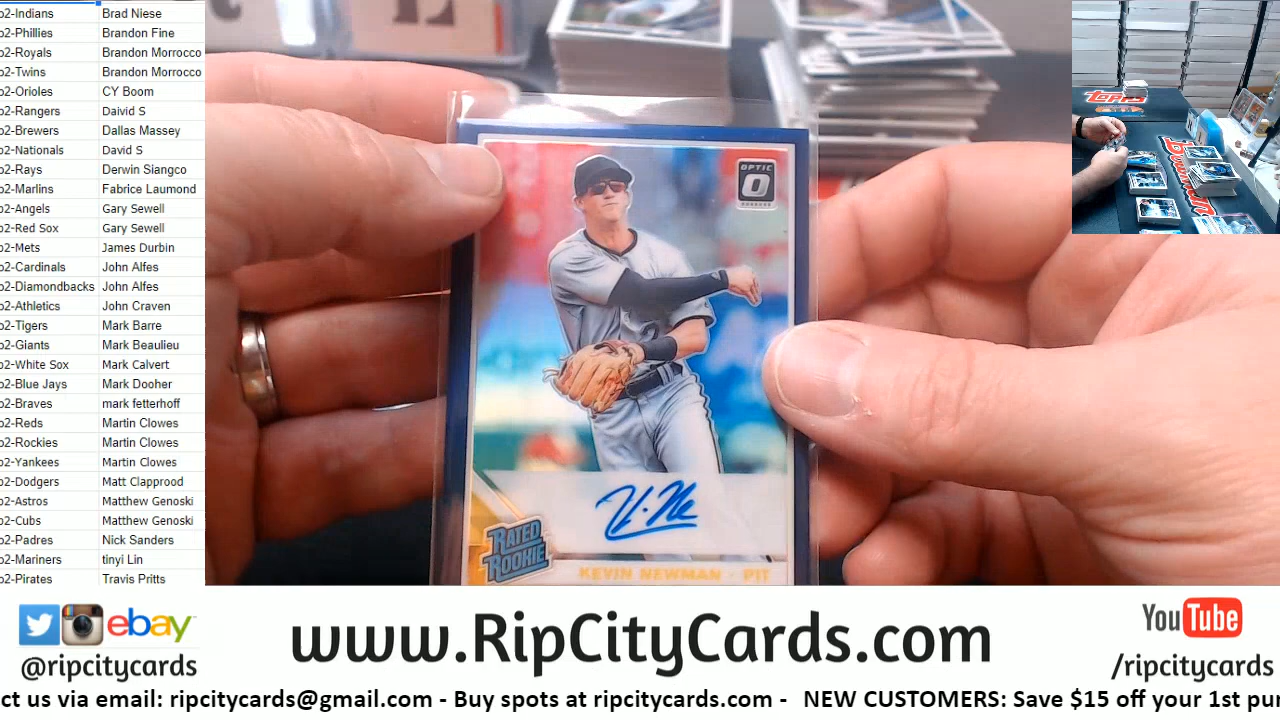 o2-Indians Brad Niese
o2-Phillies Brandon Fine
o2-Royals Brandon Morrocco
o2-Twins Brandon Morrocco
o2-Orioles CY Boom
o2-Rangers Daivid S
o2-Brewers Dallas Massey
o2-Nationals David S
o2-Rays Derwin Siangco
o2-Marlins Fabrice Laumond
o2-Angels Gary Sewell
o2-Red Sox Gary Sewell
o2-Mets James Durbin
o2-Cardinals John Alfes
o2-Diamondbacks John Alfes
o2-Athletics John Craven
o2-Tigers Mark Barre
o2-Giants Mark Beaulieu
o2-White Sox Mark Calvert
o2-Blue Jays Mark Dooher
o2-Braves mark fetterhoff
o2-Reds Martin Clowes
o2-Rockies Martin Clowes
o2-Yankees Martin Clowes
o2-Dodgers Matt Clapprood
o2-Astros Matthew Genoski
o2-Cubs Matthew Genoski
o2-Padres Nick Sanders
o2-Mariners tinyi Lin
o2-Pirates Travis Pritts
OPTIC
DONRUSS
RATED
ROOKIE
KEVIN NEWMAN · PIT
TOPPS
Bowman
ebay
@ripcitycards
www.RipCityCards.com
YouTube
/ripcitycards
ct us via email: ripcitycards@gmail.com - Buy spots at ripcitycards.com - NEW CUSTOMERS: Save $15 off your 1st pur